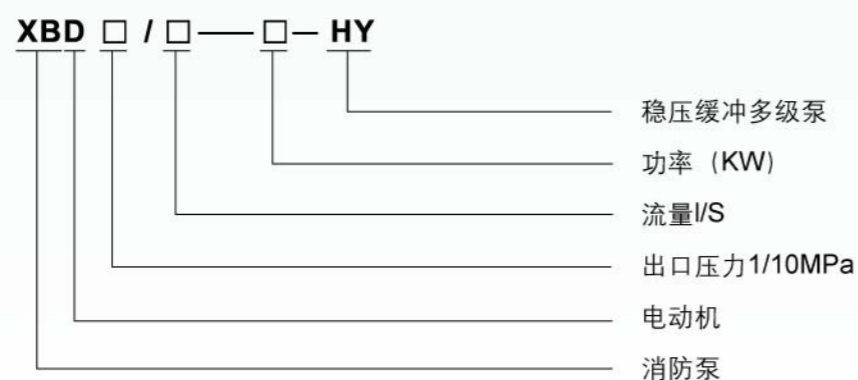 XBD □ / □ — □ – HY
稳压缓冲多级泵
功率（KW）
流量l/S
出口压力1/10MPa
电动机
消防泵